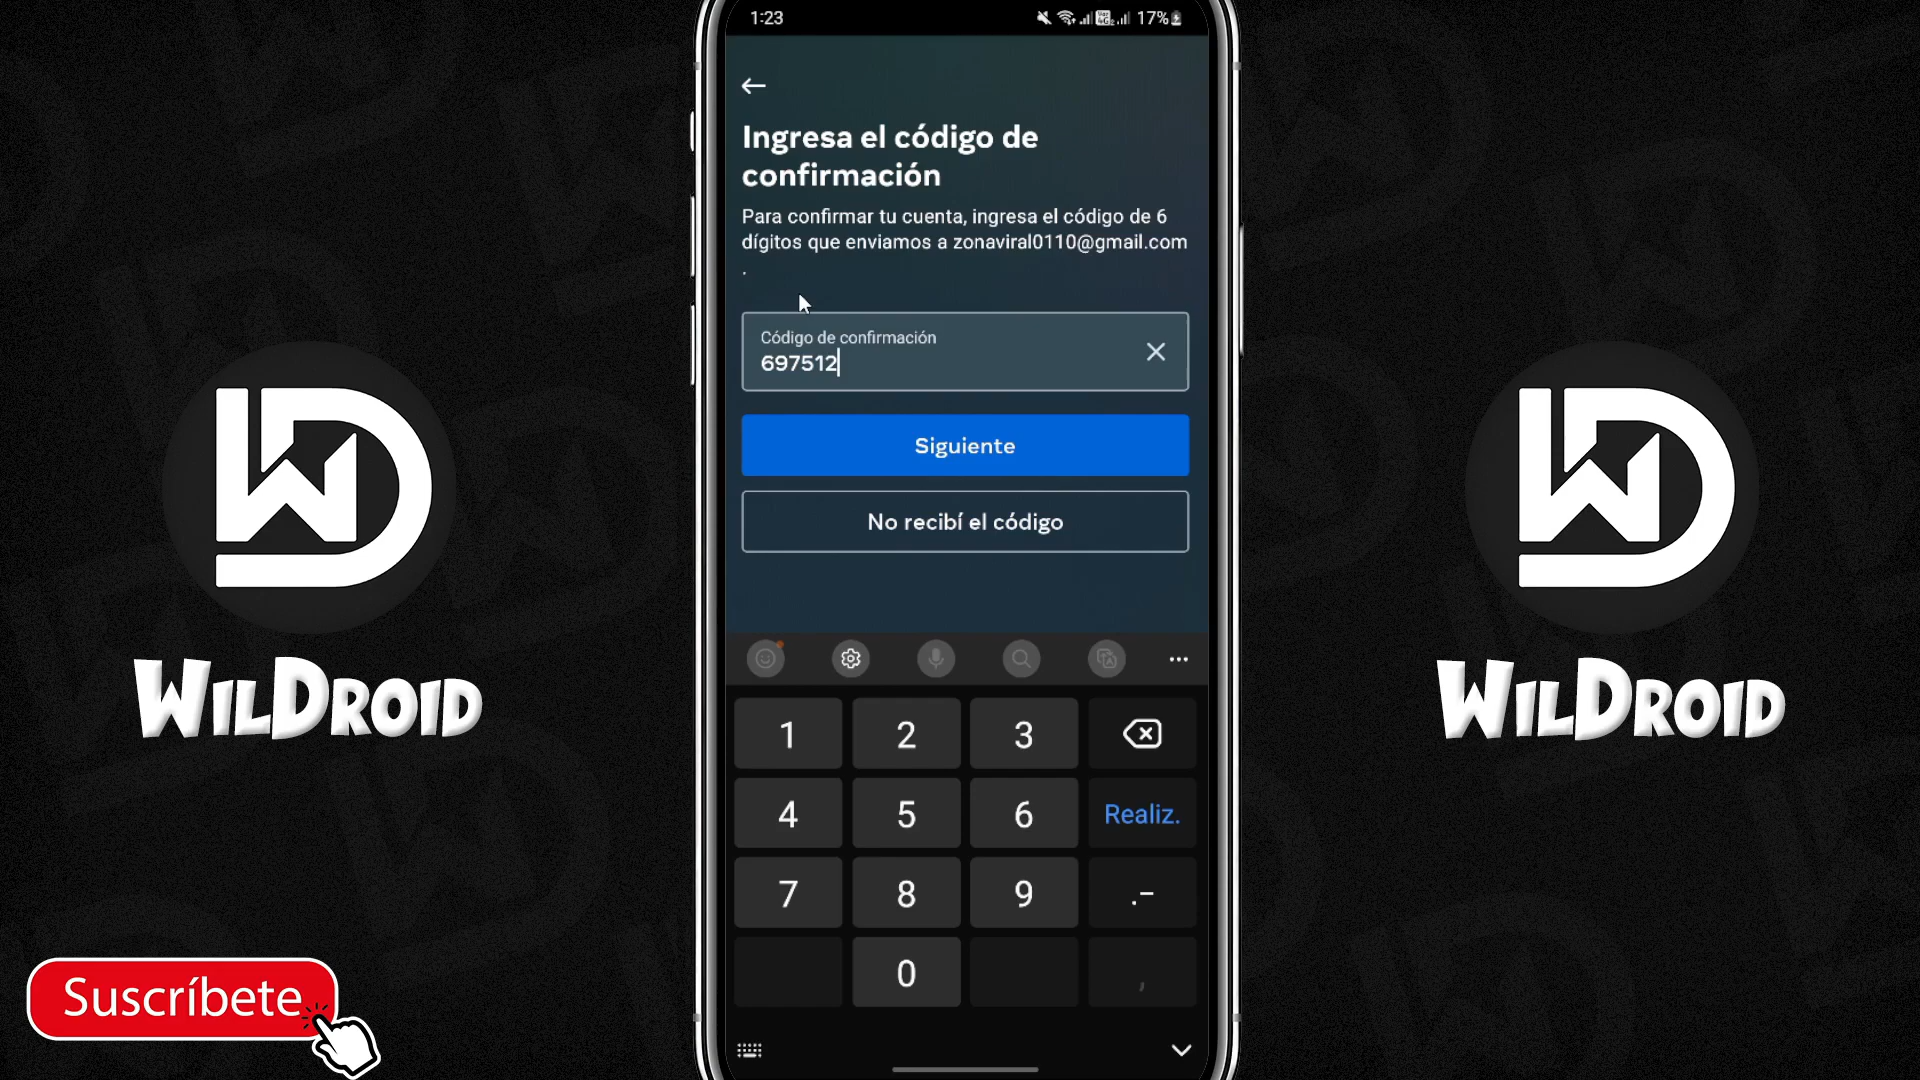 1:23
17%
Ingresa el código de
confirmación
Para confirmar tu cuenta, ingresa el código de 6
dígitos que enviamos a zonaviral0110@gmail.com
.
Código de confirmación
697512
Siguiente
No recibí el código
1 2 3
4 5 6 Realiz.
7 8 9 .-
0 ,
WILDROID
WILDROID
Suscríbete